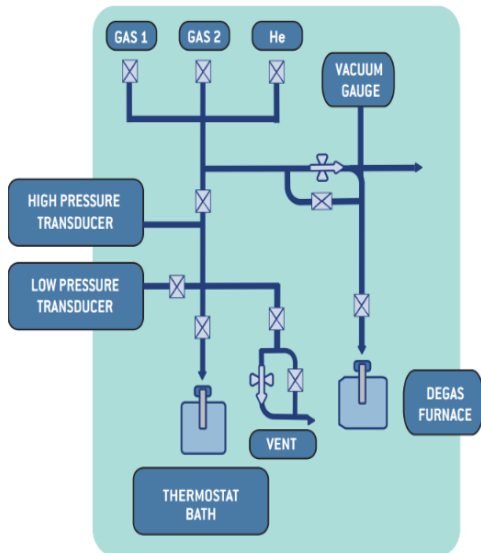 GAS 1
GAS 2
He
VACUUM
GAUGE
HIGH PRESSURE
TRANSDUCER
LOW PRESSURE
TRANSDUCER
DEGAS
FURNACE
VENT
THERMOSTAT
BATH